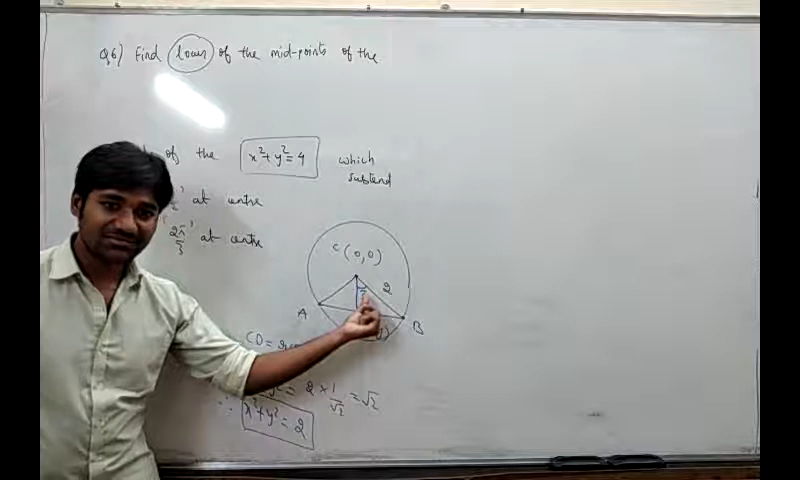 Q6) Find locus of the mid-points of the
of the x²+y²=4 which
subtend
at centre
2π/3' at centre
C (0,0)
2
A
B
CD =
= 2 × 1/√2 = √2
∴ x²+y² = 2